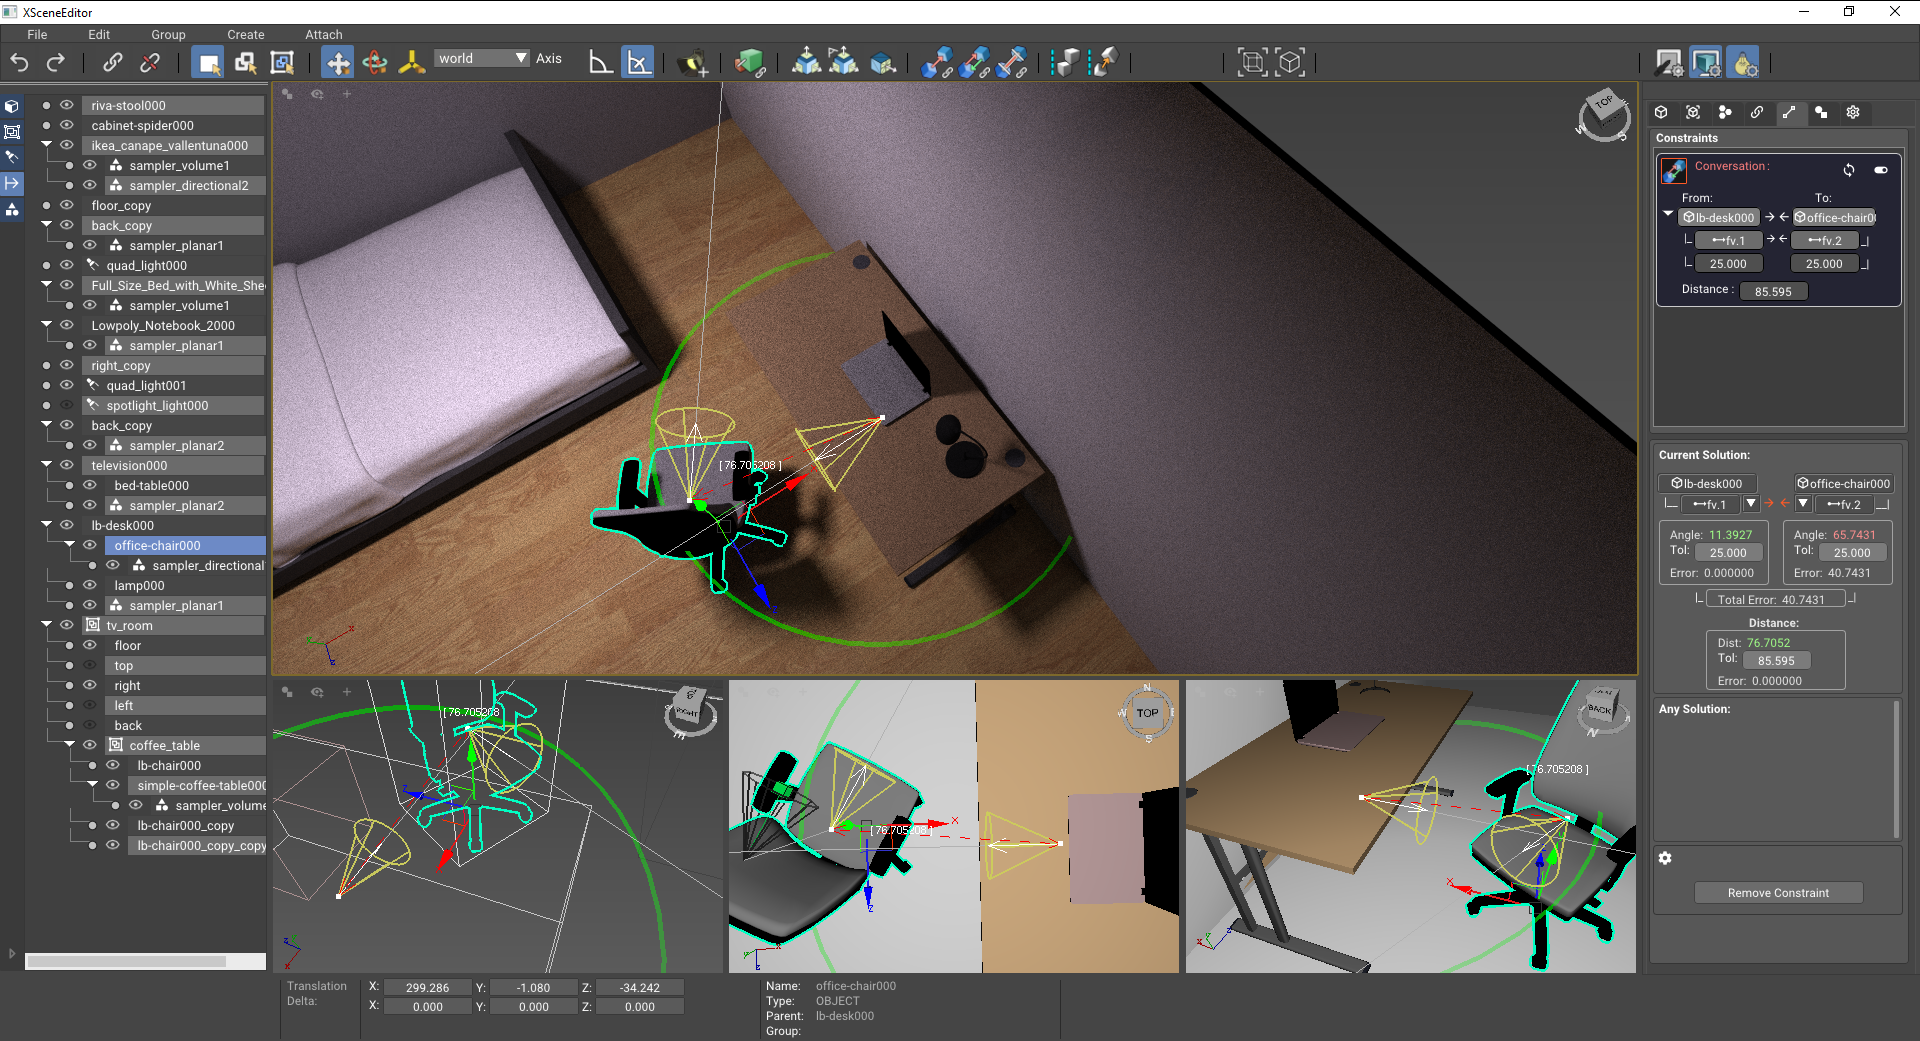 XSceneEditor
File Edit Group Create Attach
world Axis
riva-stool000
cabinet-spider000
ikea_canape_vallentuna000
sampler_volume1
sampler_directional2
floor_copy
back_copy
sampler_planar1
quad_light000
Full_Size_Bed_with_White_She
sampler_volume1
Lowpoly_Notebook_2000
sampler_planar1
right_copy
quad_light001
spotlight_light000
back_copy
sampler_planar2
television000
bed-table000
sampler_planar2
lb-desk000
office-chair000
sampler_directional
lamp000
sampler_planar1
tv_room
floor
top
right
left
back
coffee_table
lb-chair000
simple-coffee-table000
sampler_volume
lb-chair000_copy
lb-chair000_copy_copy
TOP
W
S
[ 76.705208 ]
x
z
[ 76.705208
RIGHT
z
x
N
W
TOP
S
[ 76.705208 ]
x
z
BACK
N
[ 76.705208 ]
x
Constraints
Conversation:
From: To:
lb-desk000 office-chair00
fv.1 fv.2
25.000 25.000
Distance : 85.595
Current Solution:
lb-desk000 office-chair000
fv.1 fv.2
Angle: 11.3927 Angle: 65.7431
Tol: 25.000 Tol: 25.000
Error: 0.000000 Error: 40.7431
Total Error: 40.7431
Distance:
Dist: 76.7052
Tol: 85.595
Error: 0.000000
Any Solution:
Remove Constraint
Translation X: 299.286 Y: -1.080 Z: -34.242
Delta: X: 0.000 Y: 0.000 Z: 0.000
Name: office-chair000
Type: OBJECT
Parent: lb-desk000
Group: